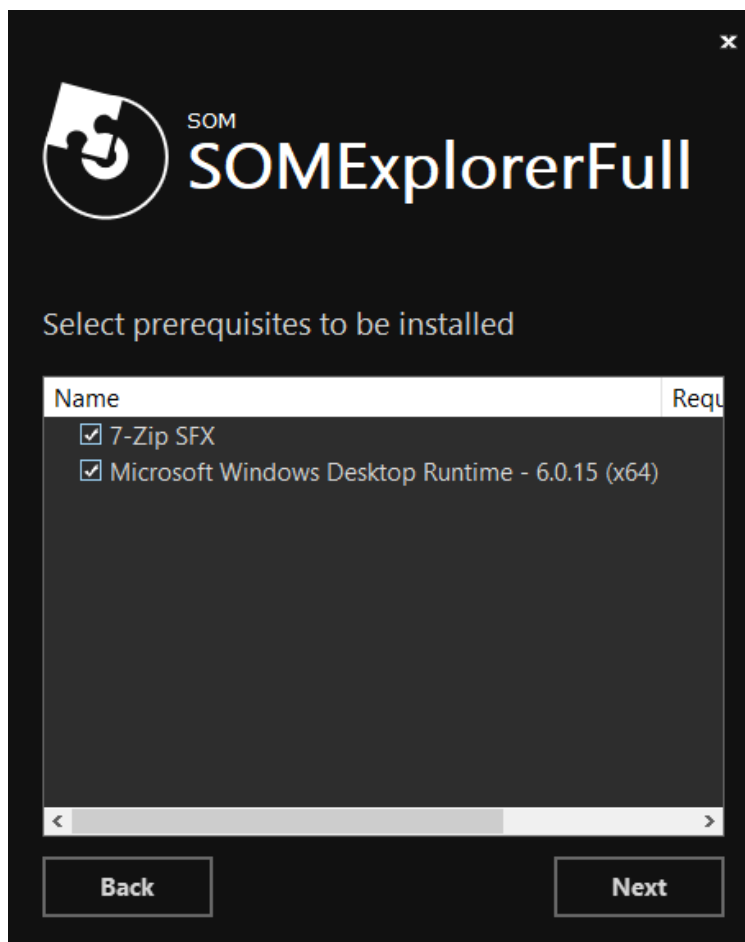 SOM
SOMExplorerFull
Select prerequisites to be installed
Name Requ
7-Zip SFX
Microsoft Windows Desktop Runtime - 6.0.15 (x64)
Back Next